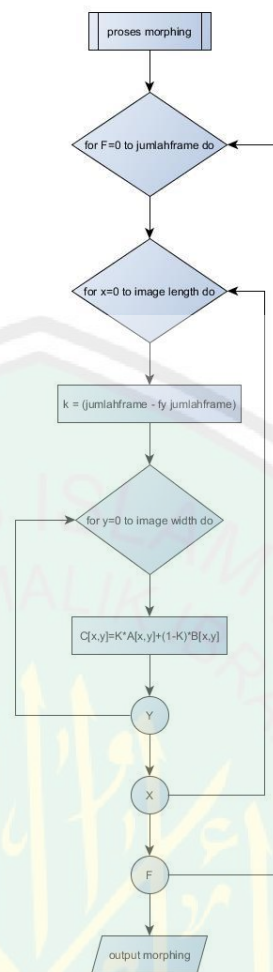 proses morphing
for F=0 to jumlahframe do
for x=0 to image length do
k = (jumlahframe - fy jumlahframe)
for y=0 to image width do
C[x,y]=K*A[x,y]+(1-K)*B[x,y]
Y
X
F
output morphing